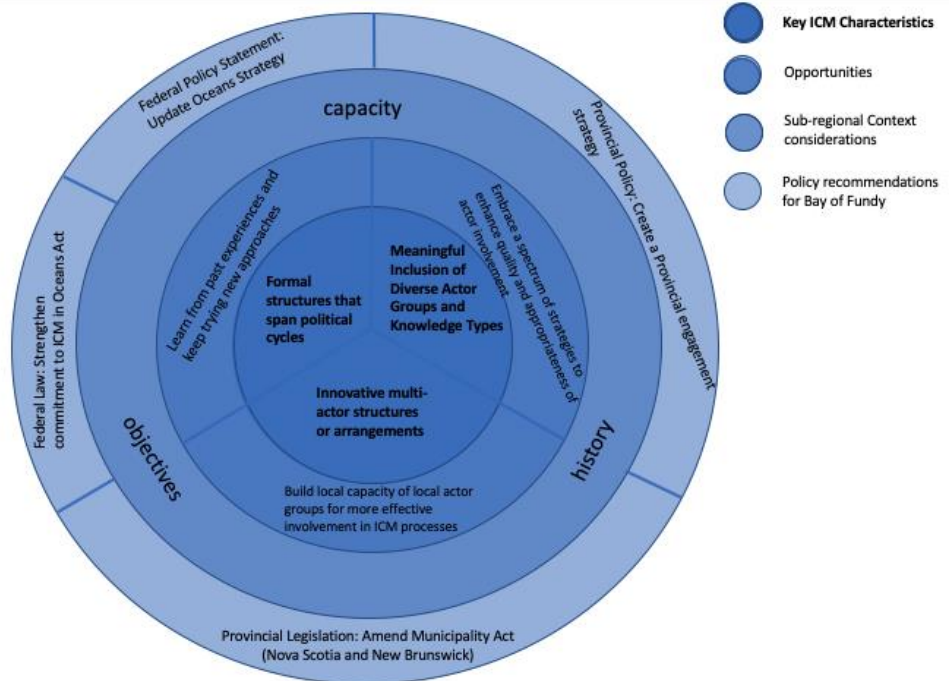 Key ICM Characteristics
Opportunities
Sub-regional Context
considerations
Policy recommendations
for Bay of Fundy
Federal Policy Statement:
Update Oceans Strategy
Provincial Policy: Create a Provincial engagement
strategy
Federal Law: Strengthen
commitment to ICM in Oceans Act
Provincial Legislation: Amend Municipality Act
(Nova Scotia and New Brunswick)
capacity
objectives
history
Learn from past experiences and
keep trying new approaches
Embrace a spectrum of strategies to
enhance quality and appropriateness of
actor involvement
Build local capacity of local actor
groups for more effective
involvement in ICM processes
Formal
structures that
span political
cycles
Meaningful
Inclusion of
Diverse Actor
Groups and
Knowledge Types
Innovative multi-
actor structures
or arrangements